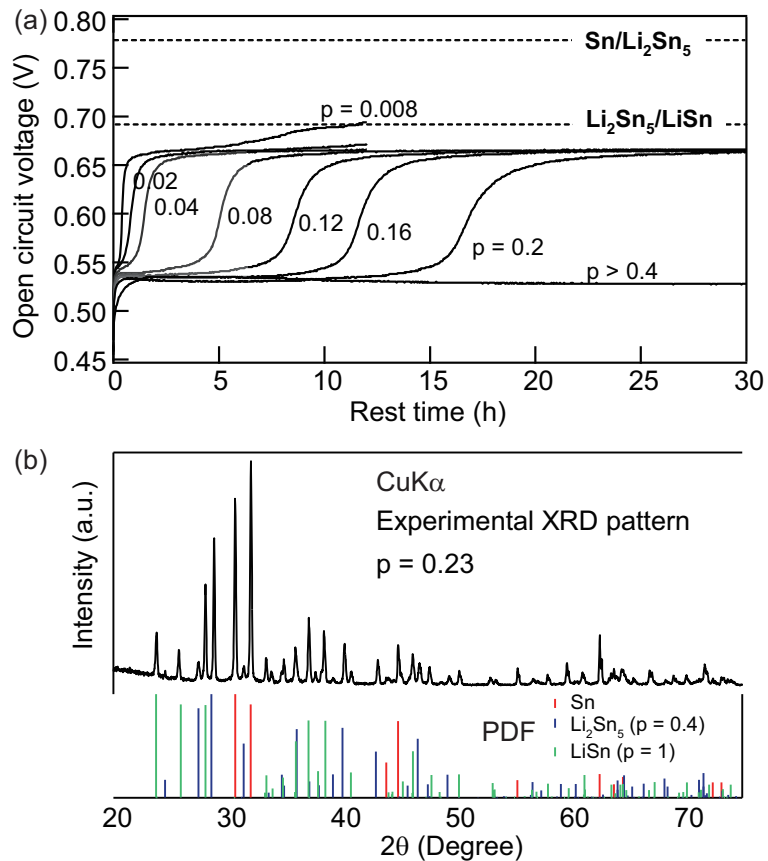 (a)
0.80
0.75
0.70
0.65
0.60
0.55
0.50
0.45
Open circuit voltage (V)
Sn/Li₂Sn₅
Li₂Sn₅/LiSn
p = 0.008
0.02
0.04
0.08
0.12
0.16
p = 0.2
p > 0.4
0 5 10 15 20 25 30
Rest time (h)
(b)
Intensity (a.u.)
CuKα
Experimental XRD pattern
p = 0.23
PDF
Sn
Li₂Sn₅ (p = 0.4)
LiSn (p = 1)
20 30 40 50 60 70
2θ (Degree)